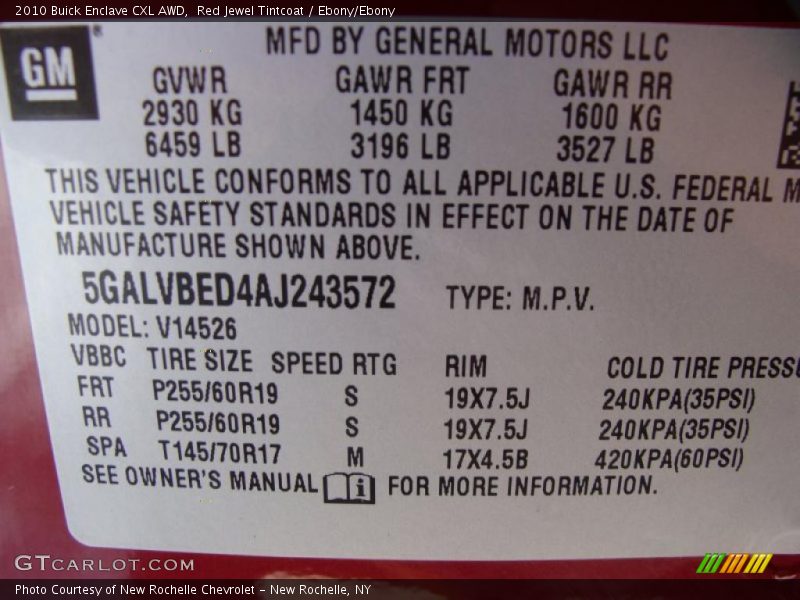 2010 Buick Enclave CXL AWD, Red Jewel Tintcoat / Ebony/Ebony
GM ®
MFD BY GENERAL MOTORS LLC
GVWR GAWR FRT GAWR RR
2930 KG 1450 KG 1600 KG
6459 LB 3196 LB 3527 LB
THIS VEHICLE CONFORMS TO ALL APPLICABLE U.S. FEDERAL M
VEHICLE SAFETY STANDARDS IN EFFECT ON THE DATE OF
MANUFACTURE SHOWN ABOVE.
5GALVBED4AJ243572 TYPE: M.P.V.
MODEL: V14526
VBBC TIRE SIZE SPEED RTG RIM COLD TIRE PRESSU
FRT P255/60R19 S 19X7.5J 240KPA(35PSI)
RR P255/60R19 S 19X7.5J 240KPA(35PSI)
SPA T145/70R17 M 17X4.5B 420KPA(60PSI)
SEE OWNER'S MANUAL i FOR MORE INFORMATION.
GTCARLOT.COM
Photo Courtesy of New Rochelle Chevrolet - New Rochelle, NY